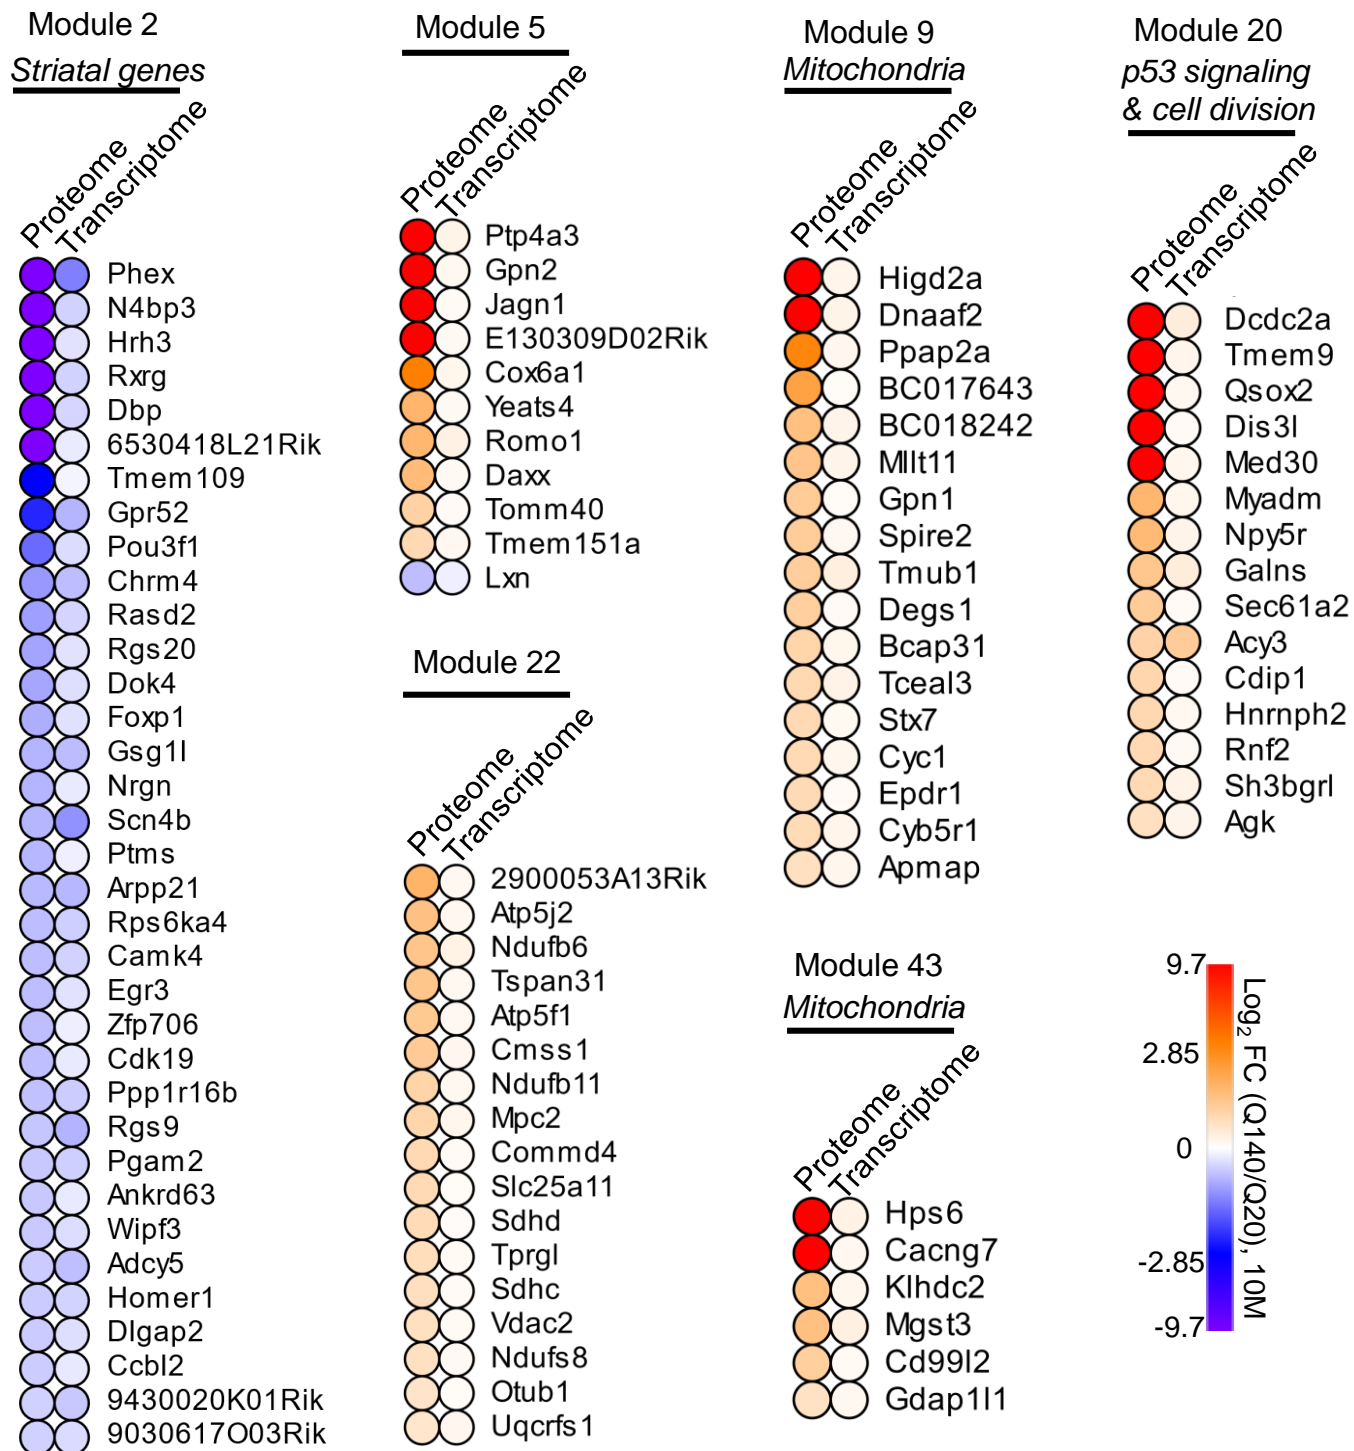 Module 2
Striatal genes
Proteome
Transcriptome
Phex
N4bp3
Hrh3
Rxrg
Dbp
6530418L21Rik
Tmem109
Gpr52
Pou3f1
Chrm4
Rasd2
Rgs20
Dok4
Foxp1
Gsg1l
Nrgn
Scn4b
Ptms
Arpp21
Rps6ka4
Camk4
Egr3
Zfp706
Cdk19
Ppp1r16b
Rgs9
Pgam2
Ankrd63
Wipf3
Adcy5
Homer1
Dlgap2
Ccbl2
9430020K01Rik
9030617O03Rik
Module 5
Proteome
Transcriptome
Ptp4a3
Gpn2
Jagn1
E130309D02Rik
Cox6a1
Yeats4
Romo1
Daxx
Tomm40
Tmem151a
Lxn
Module 22
Proteome
Transcriptome
2900053A13Rik
Atp5j2
Ndufb6
Tspan31
Atp5f1
Cmss1
Ndufb11
Mpc2
Commd4
Slc25a11
Sdhd
Tprgl
Sdhc
Vdac2
Ndufs8
Otub1
Uqcrfs1
Module 9
Mitochondria
Proteome
Transcriptome
Higd2a
Dnaaf2
Ppap2a
BC017643
BC018242
Mllt11
Gpn1
Spire2
Tmub1
Degs1
Bcap31
Tceal3
Stx7
Cyc1
Epdr1
Cyb5r1
Apmap
Module 43
Mitochondria
Proteome
Transcriptome
Hps6
Cacng7
Klhdc2
Mgst3
Cd99l2
Gdap1l1
Module 20
p53 signaling
& cell division
Proteome
Transcriptome
Dcdc2a
Tmem9
Qsox2
Dis3l
Med30
Myadm
Npy5r
Galns
Sec61a2
Acy3
Cdip1
Hnrnph2
Rnf2
Sh3bgrl
Agk
9.7
2.85
0
-2.85
-9.7
Log₂ FC (Q140/Q20), 10M